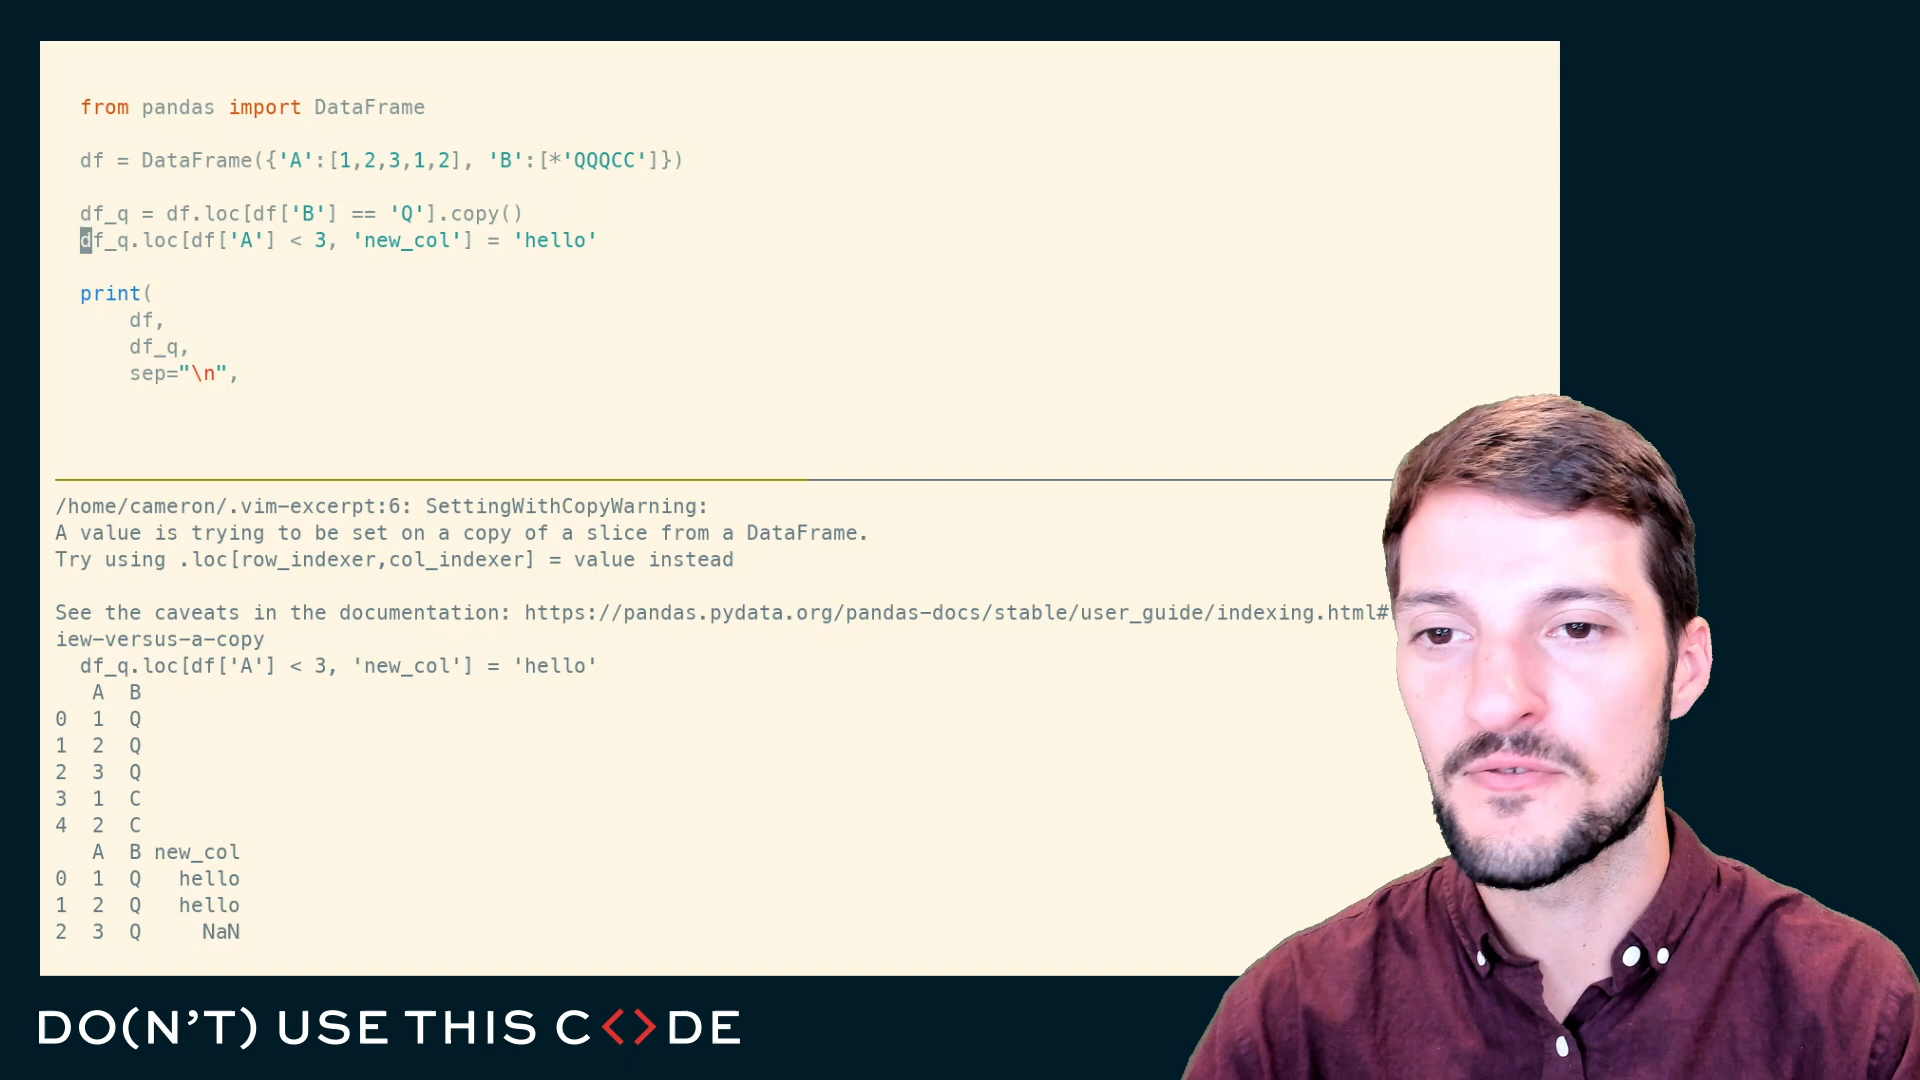 from pandas import DataFrame
df = DataFrame({'A':[1,2,3,1,2], 'B':[*'QQQCC']})
df_q = df.loc[df['B'] == 'Q'].copy()
df_q.loc[df['A'] < 3, 'new_col'] = 'hello'
print(
df,
df_q,
sep="\n",
/home/cameron/.vim-excerpt:6: SettingWithCopyWarning:
A value is trying to be set on a copy of a slice from a DataFrame.
Try using .loc[row_indexer,col_indexer] = value instead
See the caveats in the documentation: https://pandas.pydata.org/pandas-docs/stable/user_guide/indexing.html#
iew-versus-a-copy
df_q.loc[df['A'] < 3, 'new_col'] = 'hello'
A B
0 1 Q
1 2 Q
2 3 Q
3 1 C
4 2 C
A B new_col
0 1 Q hello
1 2 Q hello
2 3 Q NaN
DO(N'T) USE THIS C<>DE